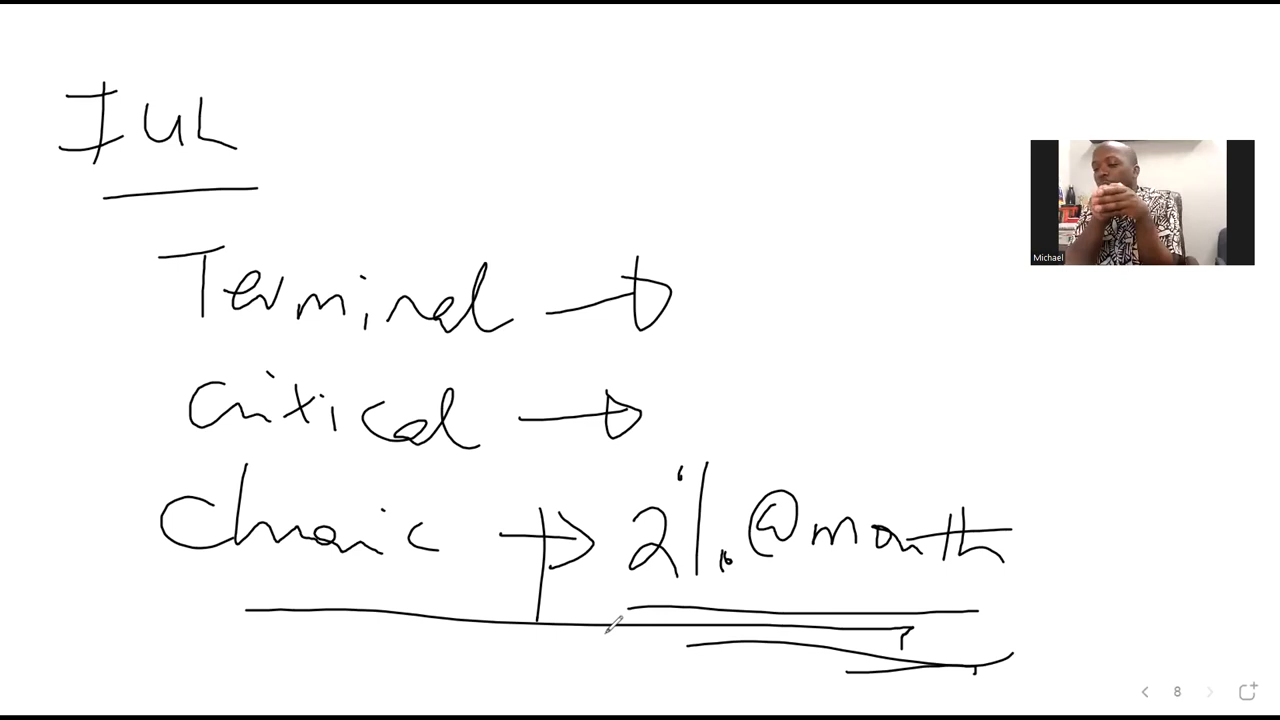 IUL
Terminal →
Critical →
Chronic → 2% @ month
Michael
8